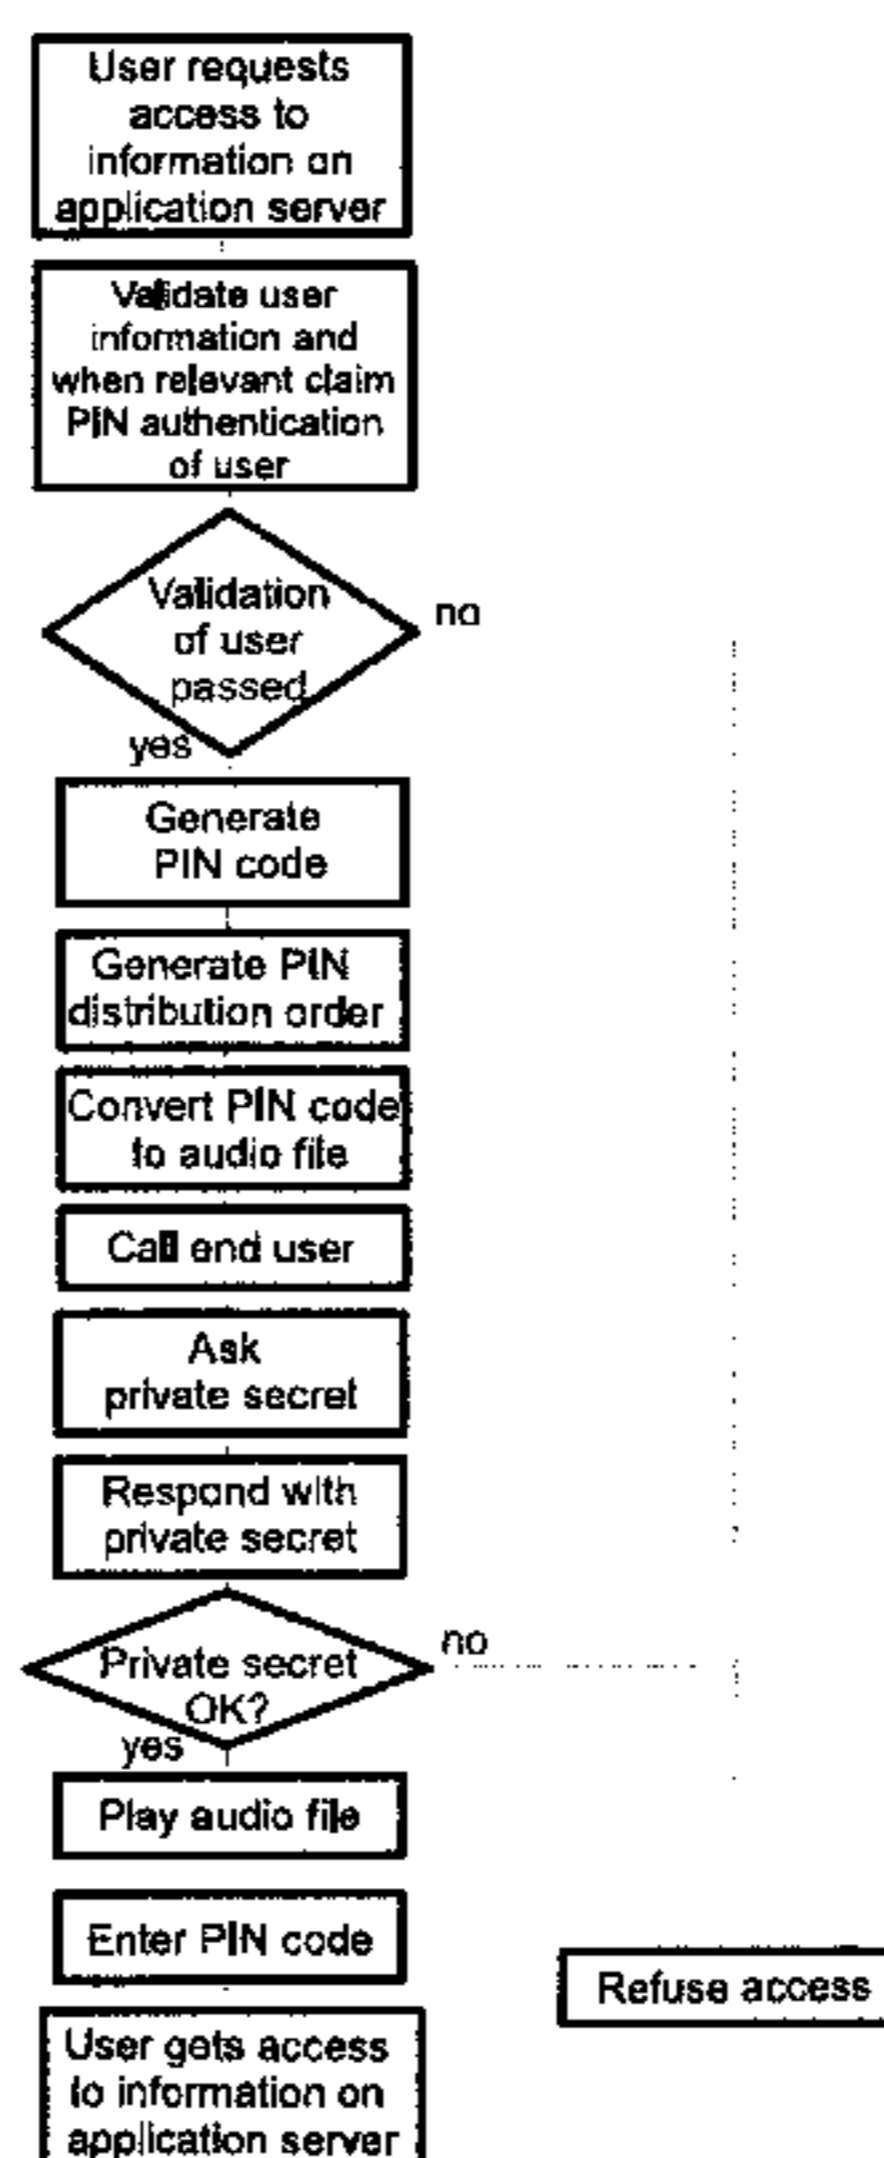 User requests
access to
information on
application server
Validate user
information and
when relevant claim
PIN authentication
of user
Validation
of user
passed
no
yes
Generate
PIN code
Generate PIN
distribution order
Convert PIN code
to audio file
Call end user
Ask
private secret
Respond with
private secret
Private secret
OK?
no
yes
Play audio file
Enter PIN code
Refuse access
User gets access
to information on
application server